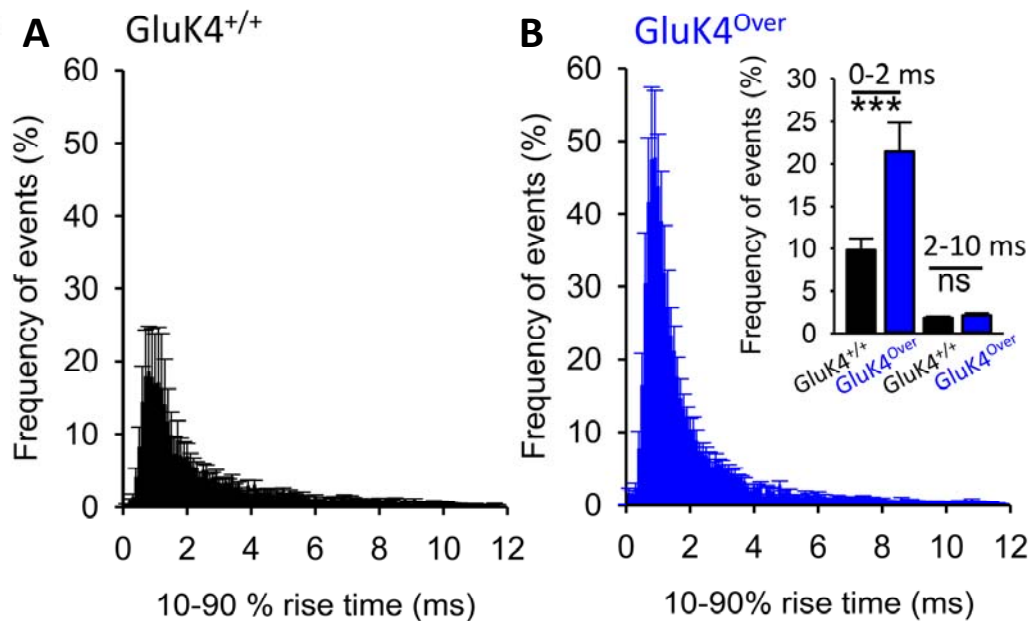 A GluK4+/+
Frequency of events (%)
60
50
40
30
20
10
0
0 2 4 6 8 10 12
10-90 % rise time (ms)
B GluK4Over
Frequency of events (%)
60
50
40
30
20
10
0
0 2 4 6 8 10 12
10-90% rise time (ms)
Frequency of events (%)
30
25
20
15
10
5
0
0-2 ms
***
2-10 ms
ns
GluK4+/+
GluK4Over
GluK4+/+
GluK4Over